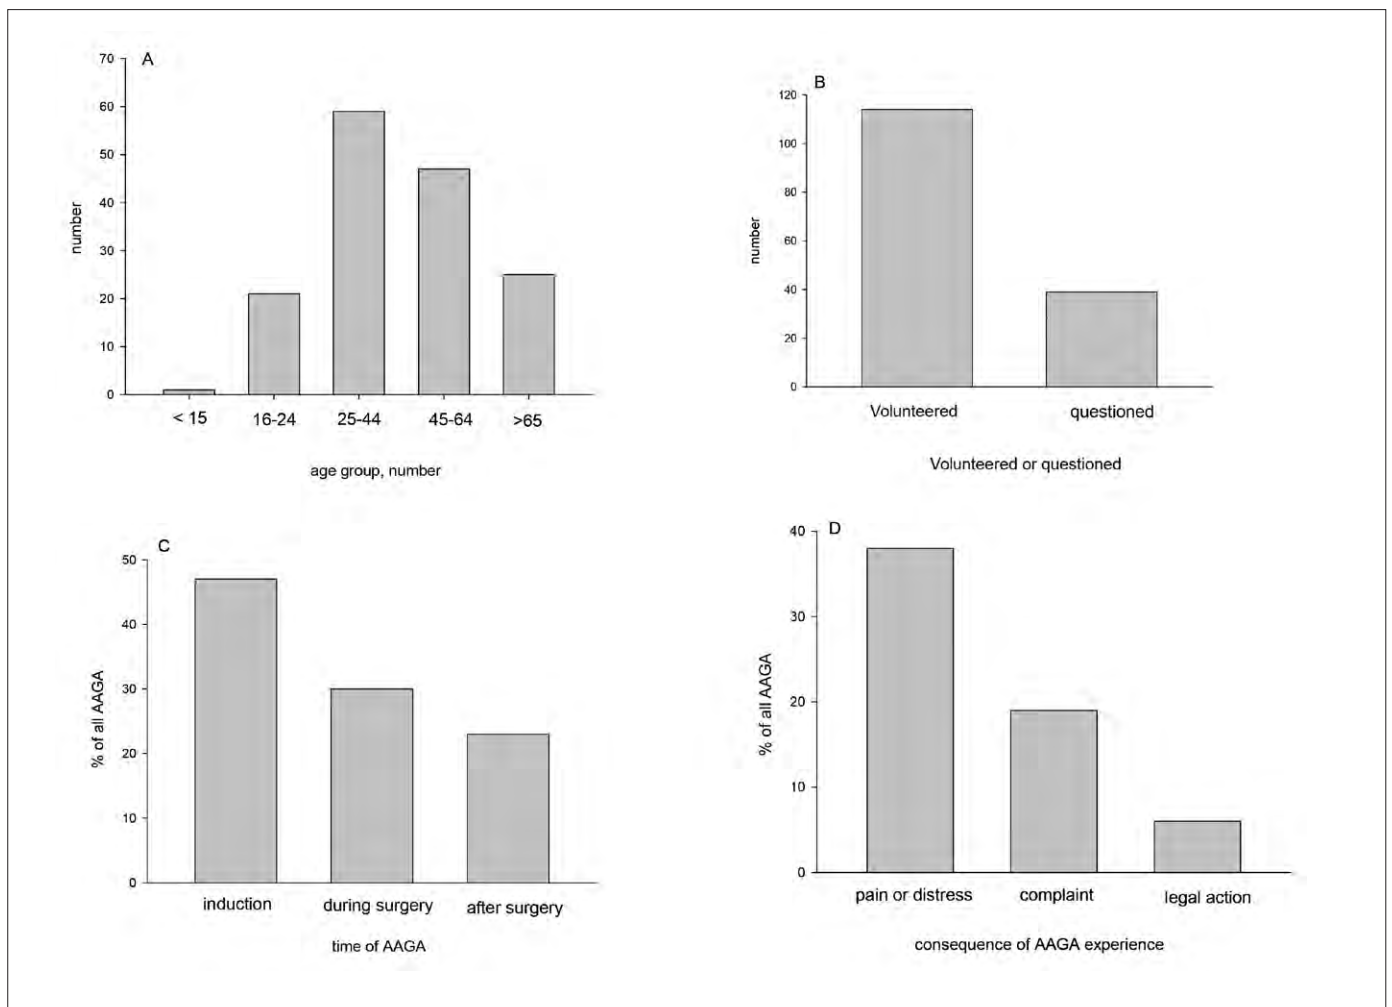 A
70
60
50
40
30
20
10
0
number
< 15 16-24 25-44 45-64 >65
age group, number
B
120
100
80
60
40
20
0
number
Volunteered questioned
Volunteered or questioned
C
50
40
30
20
10
0
% of all AAGA
induction during surgery after surgery
time of AAGA
D
40
30
20
10
0
% of all AAGA
pain or distress complaint legal action
consequence of AAGA experience